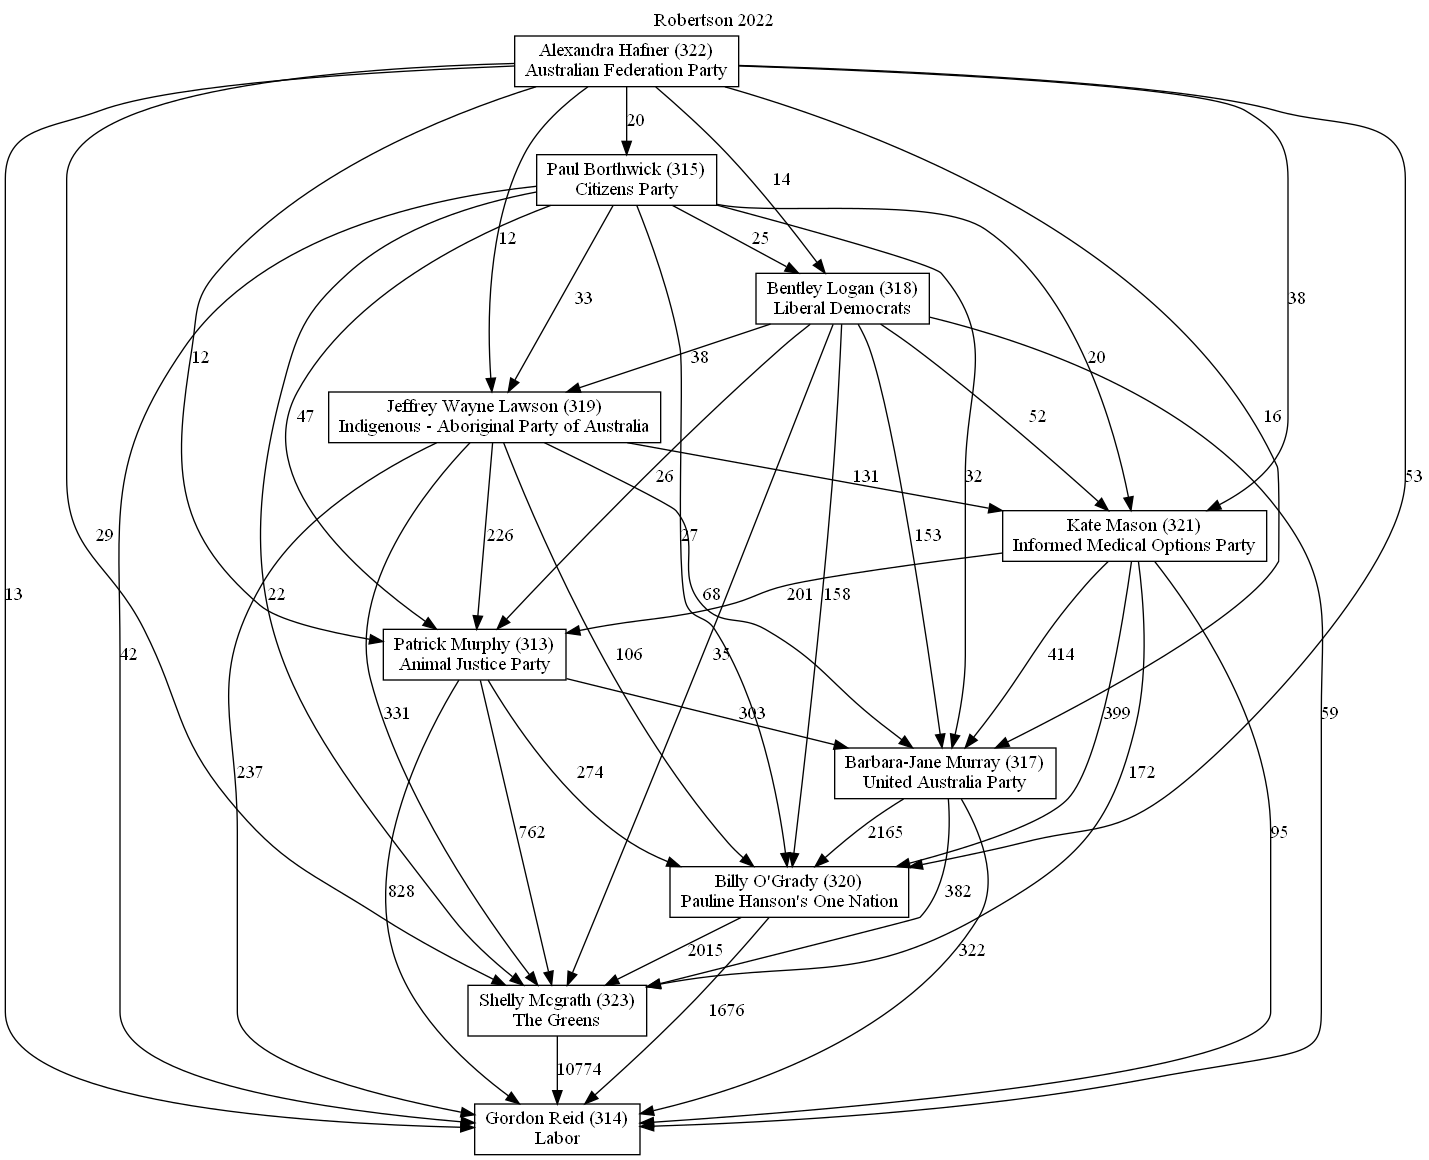 Robertson 2022
Alexandra Hafner (322)
Australian Federation Party
20
Paul Borthwick (315)
Citizens Party
14
12
25
33
Bentley Logan (318)
Liberal Democrats
38
12
38
20
47
Jeffrey Wayne Lawson (319)
Indigenous - Aboriginal Party of Australia
52
16
26
131
32
53
Kate Mason (321)
Informed Medical Options Party
29
226
27
153
13
22
68
201
158
42
Patrick Murphy (313)
Animal Justice Party
106
35
414
331
303
399
59
237
274
Barbara-Jane Murray (317)
United Australia Party
172
762
2165
95
828
Billy O'Grady (320)
Pauline Hanson's One Nation
382
2015
322
Shelly Mcgrath (323)
The Greens
1676
10774
Gordon Reid (314)
Labor